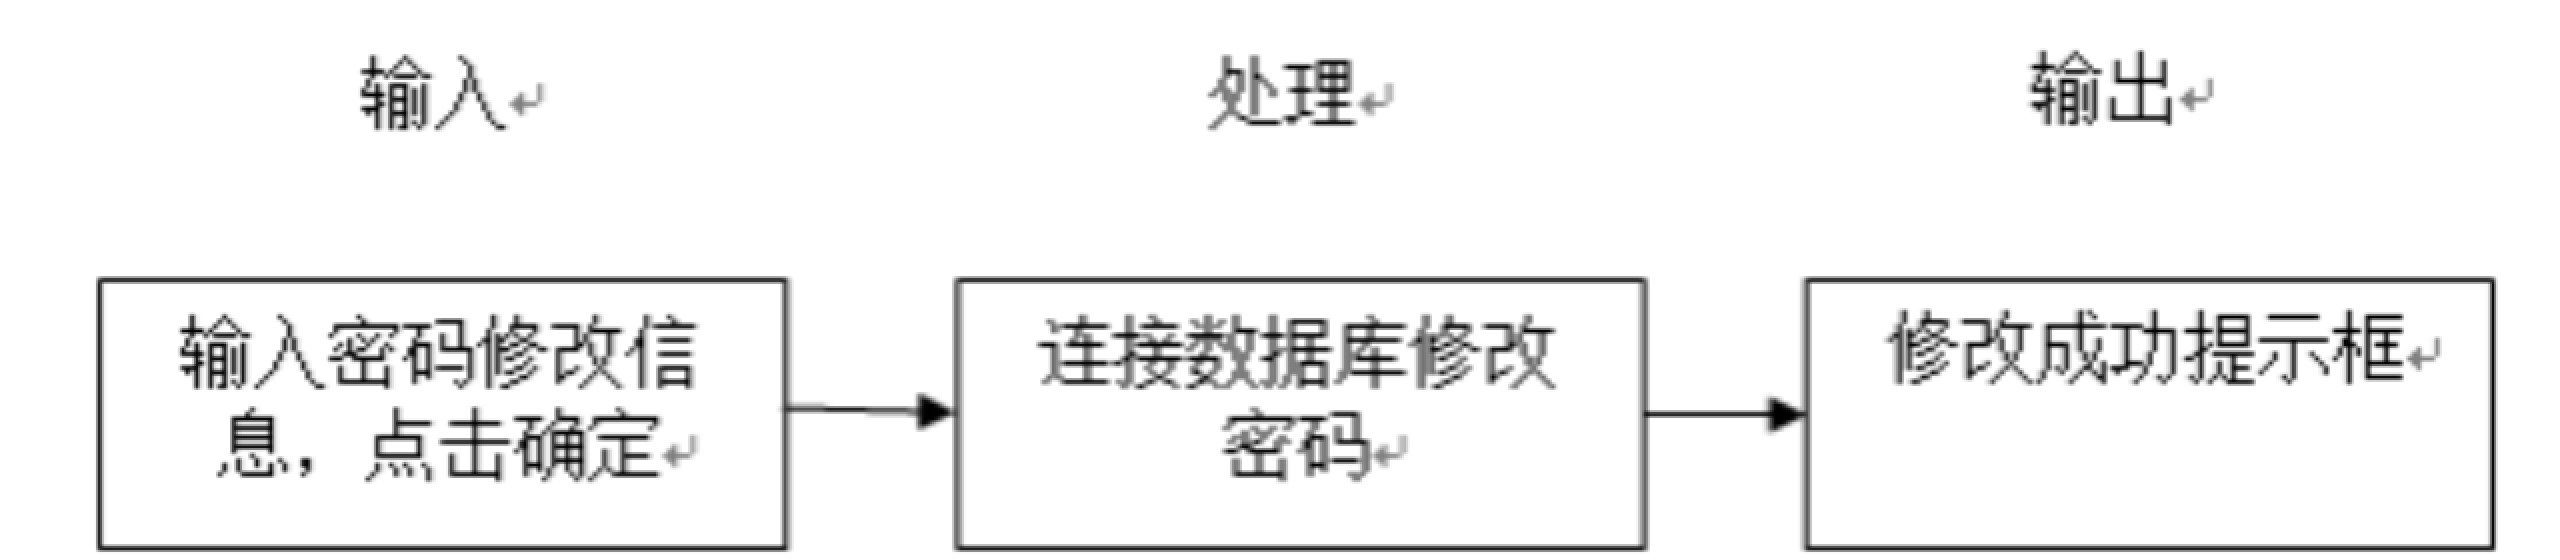 输入
处理
输出
输入密码修改信
息，点击确定
连接数据库修改
密码
修改成功提示框